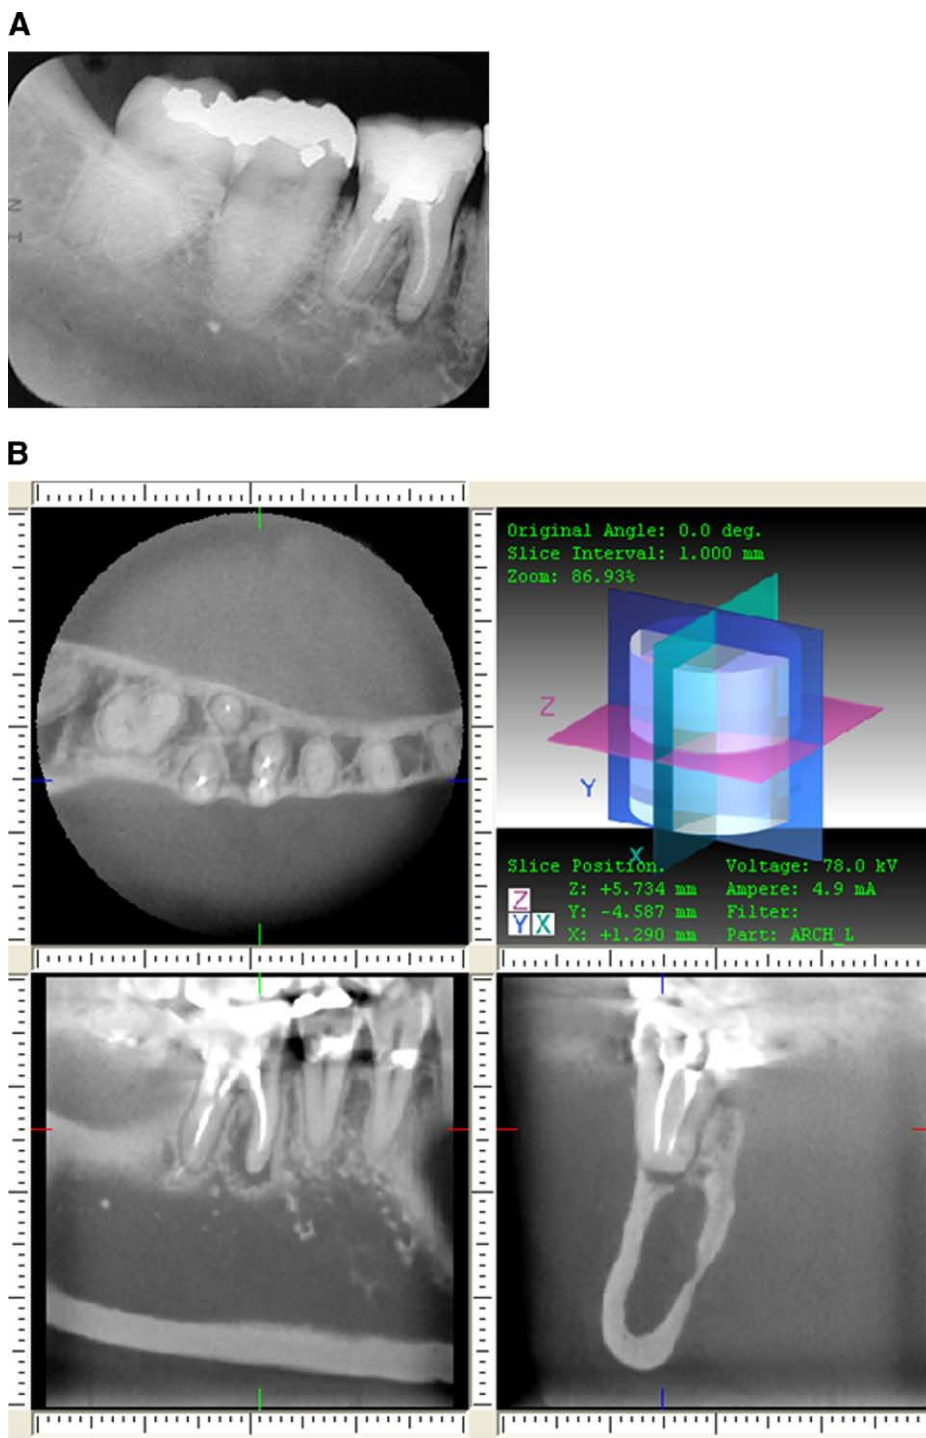 A
B
Original Angle: 0.0 deg.
Slice Interval: 1.000 mm
Zoom: 86.93%
Z
Y
X
Slice Position. Voltage: 78.0 kV
Z: +5.734 mm Ampere: 4.9 mA
Y: -4.587 mm Filter:
X: +1.290 mm Part: ARCH_L
Z
Y X